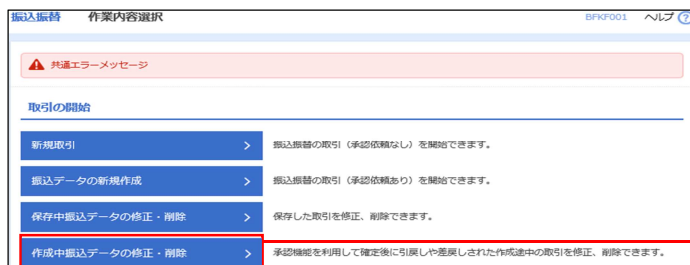 振込振替 作業内容選択 BFKF001 ヘルプ ?
共通エラーメッセージ
取引の開始
新規取引 > 振込振替の取引（承認依頼なし）を開始できます。
振込データの新規作成 > 振込振替の取引（承認依頼あり）を開始できます。
保存中振込データの修正・削除 > 保存した取引を修正、削除できます。
作成中振込データの修正・削除 > 承認機能を利用して確定後に引戻しや差戻しされた作成途中の取引を修正、削除できます。